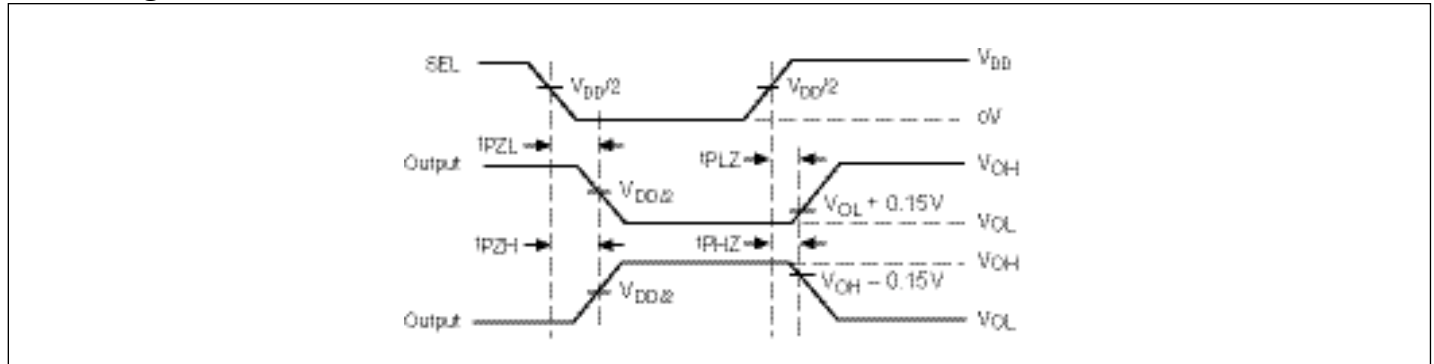 SEL
VDD/2
VDD/2
VDD
0V
tPZL
tPLZ
Output
VDD/2
VOH
VOL + 0.15V
VOL
tPZH
tPHZ
VOH
VDD/2
VOH – 0.15V
Output
VOL